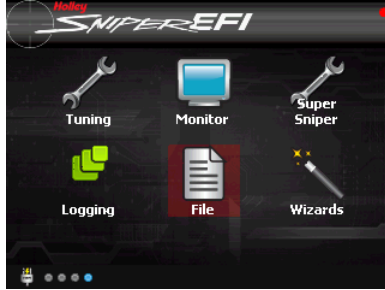 Holley
SNIPER EFI
Tuning
Monitor
Super
Sniper
Logging
File
Wizards